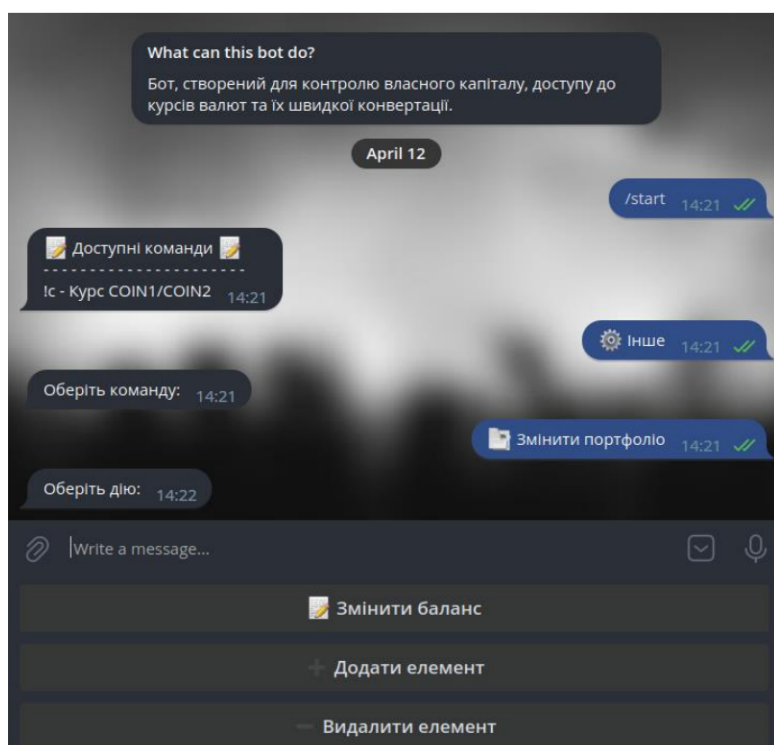 What can this bot do?
Бот, створений для контролю власного капіталу, доступу до
курсів валют та їх швидкої конвертації.
April 12
/start 14:21
📝 Доступні команди 📝
- - - - - - - - - - - - - - - - - - - - - -
!c - Курс COIN1/COIN2 14:21
⚙️ Інше 14:21
Оберіть команду: 14:21
Змінити портфоліо 14:21
Оберіть дію: 14:22
Write a message...
📝 Змінити баланс
➕ Додати елемент
➖ Видалити елемент